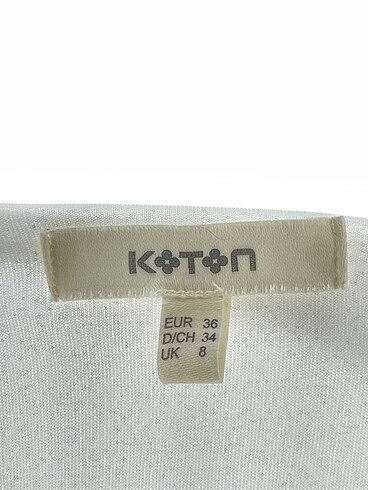 KOTON
EUR 36
D/CH 34
UK 8